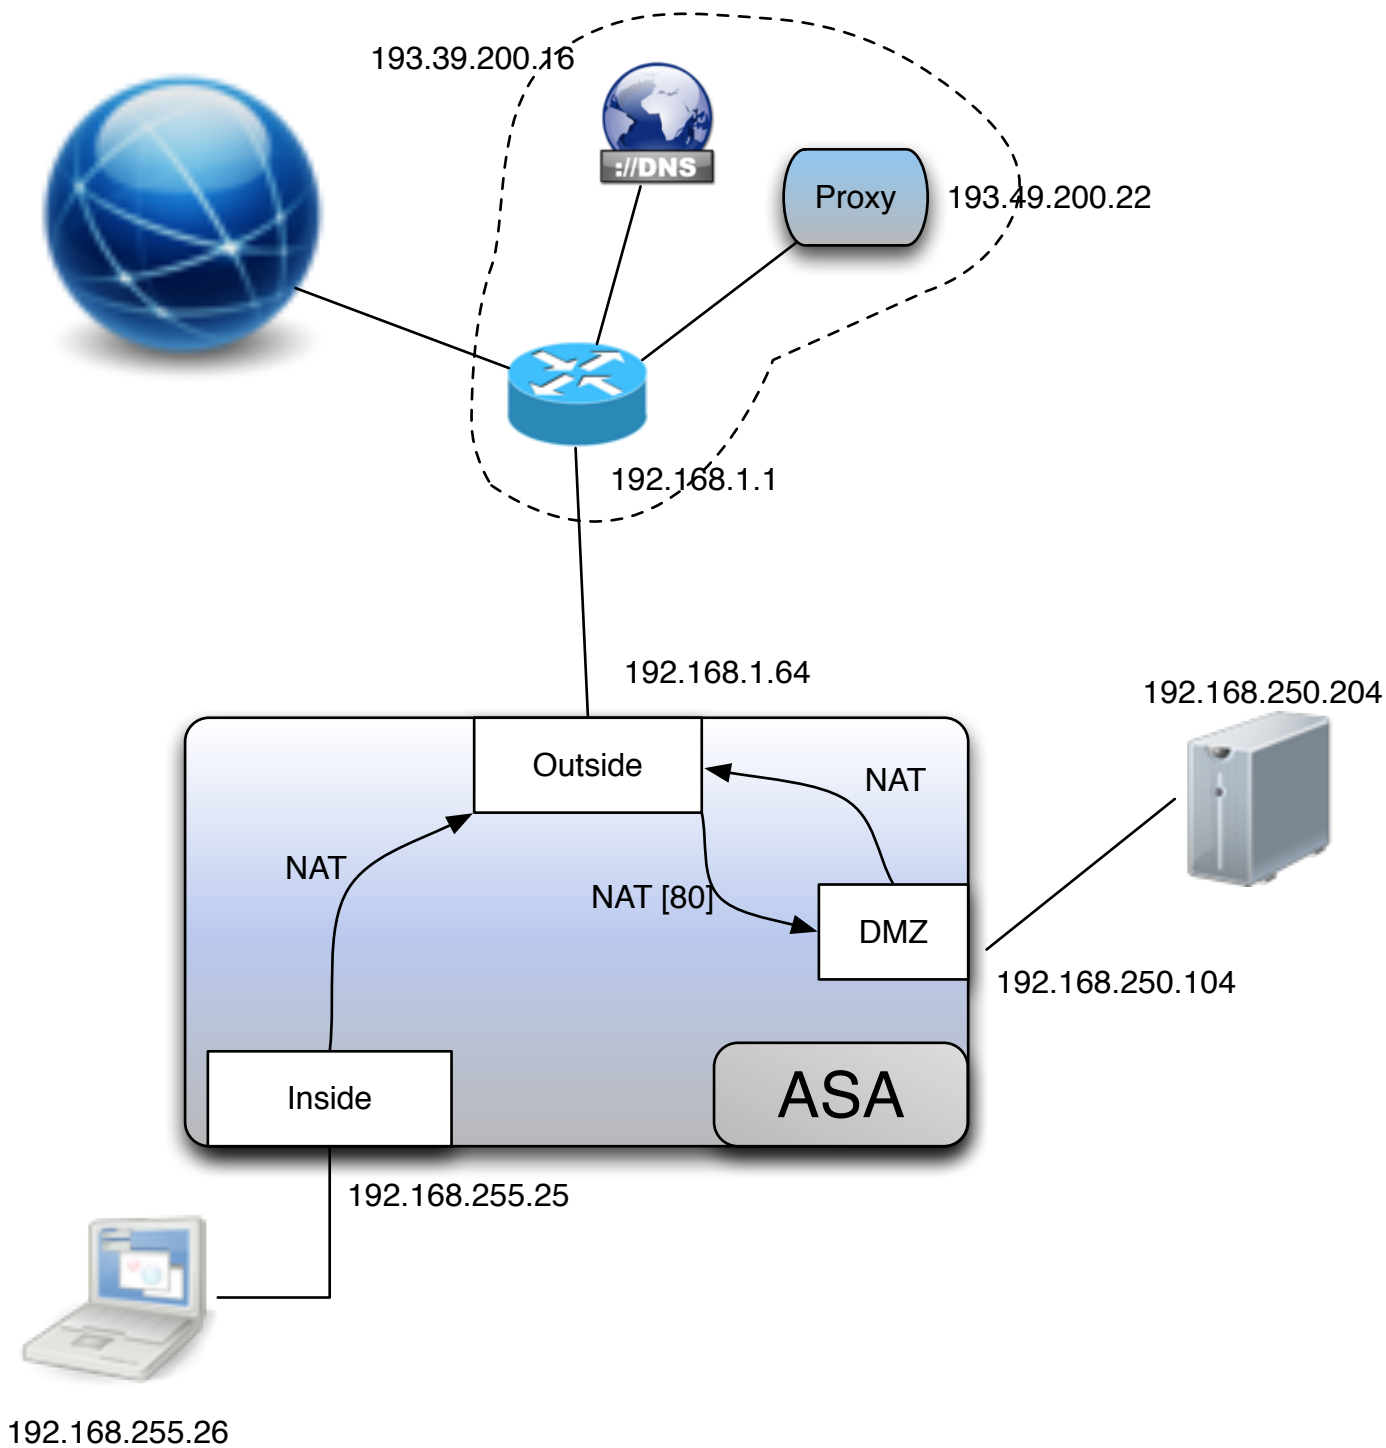 193.39.200.16
://DNS
Proxy
193.49.200.22
192.168.1.1
192.168.1.64
192.168.250.204
Outside
NAT
NAT
NAT [80]
DMZ
192.168.250.104
Inside
ASA
192.168.255.25
192.168.255.26